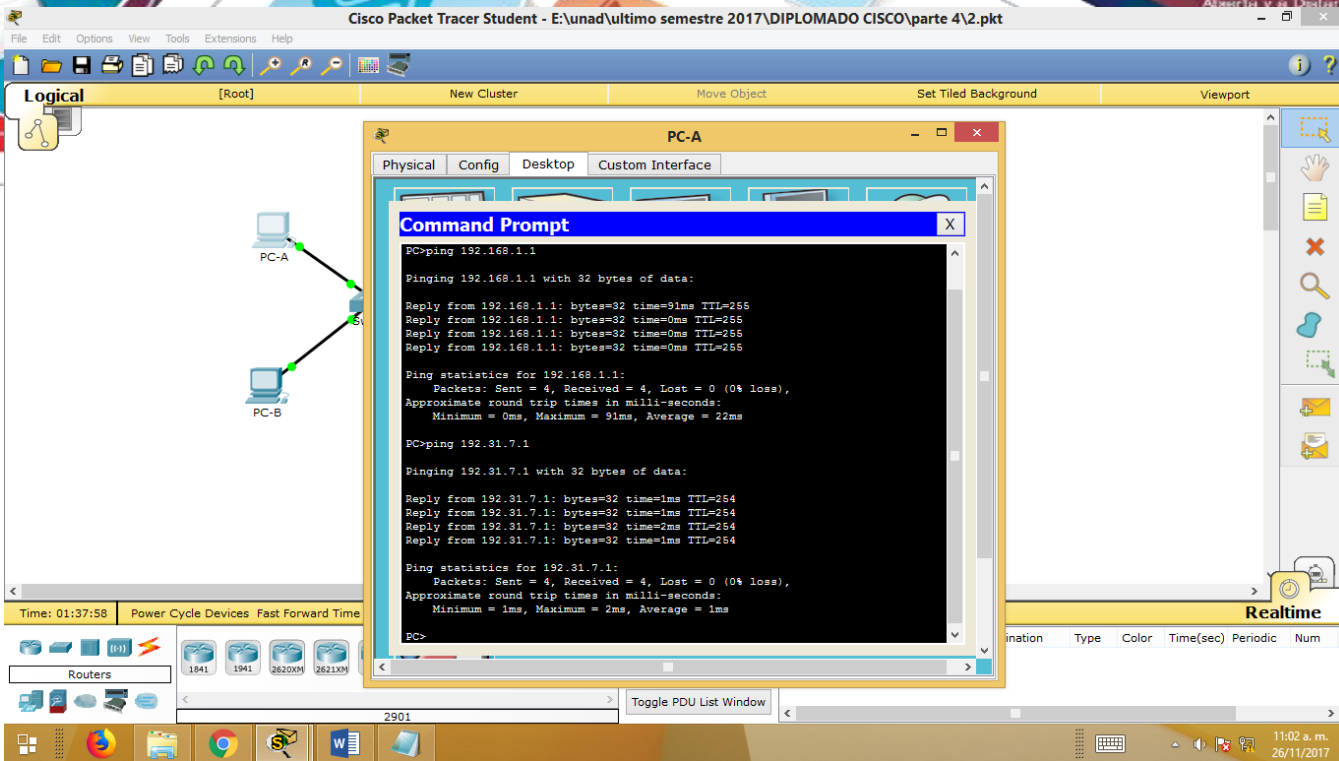 Cisco Packet Tracer Student - E:\unad\ultimo semestre 2017\DIPLOMADO CISCO\parte 4\2.pkt
File Edit Options View Tools Extensions Help
Logical [Root] New Cluster Move Object Set Tiled Background Viewport
PC-A
Physical Config Desktop Custom Interface
Command Prompt X
PC>ping 192.168.1.1
Pinging 192.168.1.1 with 32 bytes of data:
Reply from 192.168.1.1: bytes=32 time=91ms TTL=255
Reply from 192.168.1.1: bytes=32 time=0ms TTL=255
Reply from 192.168.1.1: bytes=32 time=0ms TTL=255
Reply from 192.168.1.1: bytes=32 time=0ms TTL=255
Ping statistics for 192.168.1.1:
Packets: Sent = 4, Received = 4, Lost = 0 (0% loss),
Approximate round trip times in milli-seconds:
Minimum = 0ms, Maximum = 91ms, Average = 22ms
PC>ping 192.31.7.1
Pinging 192.31.7.1 with 32 bytes of data:
Reply from 192.31.7.1: bytes=32 time=1ms TTL=254
Reply from 192.31.7.1: bytes=32 time=1ms TTL=254
Reply from 192.31.7.1: bytes=32 time=2ms TTL=254
Reply from 192.31.7.1: bytes=32 time=1ms TTL=254
Ping statistics for 192.31.7.1:
Packets: Sent = 4, Received = 4, Lost = 0 (0% loss),
Approximate round trip times in milli-seconds:
Minimum = 1ms, Maximum = 2ms, Average = 1ms
PC>
PC-A
PC-B
Time: 01:37:58 Power Cycle Devices Fast Forward Time
Realtime
Routers
1841 1941 2620XM 2621XM
2901
Toggle PDU List Window
ination Type Color Time(sec) Periodic Num
11:02 a. m.
26/11/2017